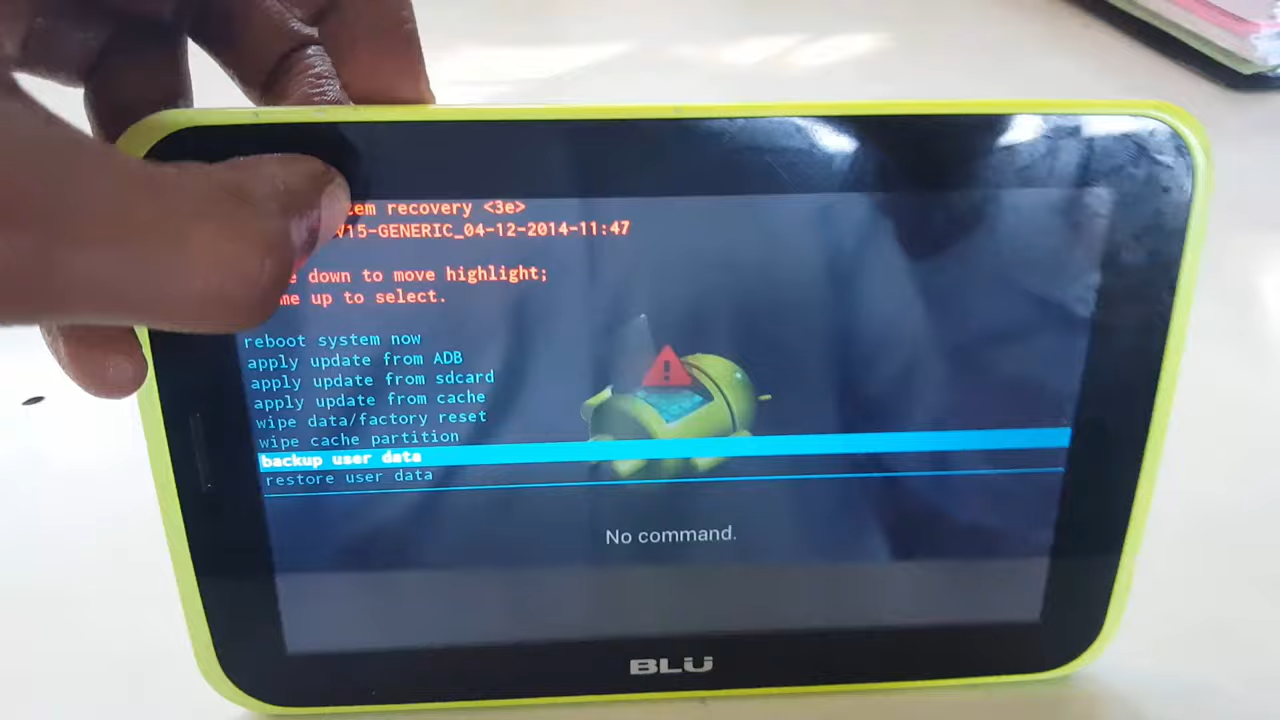 recovery <3e>
V15-GENERIC_04-12-2014-11:47
down to move highlight;
up to select.
reboot system now
apply update from ADB
apply update from sdcard
apply update from cache
wipe data/factory reset
wipe cache partition
backup user data
restore user data
No command.
BLU